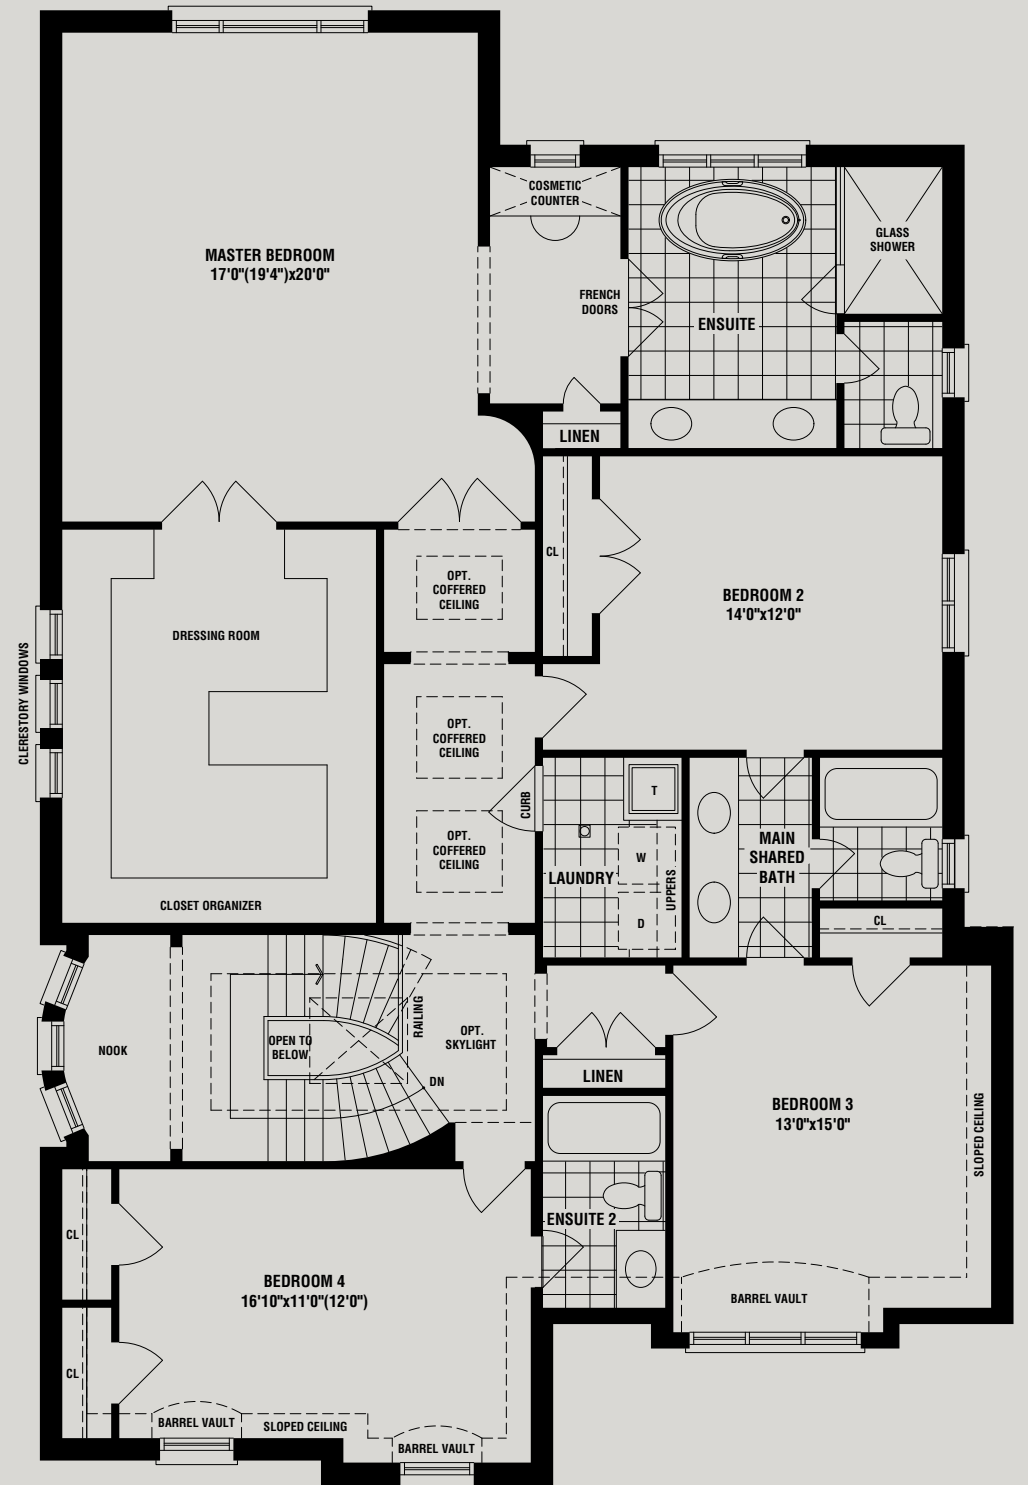 COSMETIC
COUNTER
GLASS
SHOWER
MASTER BEDROOM
17'0"(19'4")x20'0"
FRENCH
DOORS
ENSUITE
LINEN
CL
OPT.
COFFERED
CEILING
BEDROOM 2
14'0"x12'0"
DRESSING ROOM
CLERESTORY WINDOWS
OPT.
COFFERED
CEILING
CURB
T
OPT.
COFFERED
CEILING
W
MAIN
SHARED
BATH
LAUNDRY
UPPERS
CLOSET ORGANIZER
D
CL
RAILING
OPT.
SKYLIGHT
NOOK
OPEN TO
BELOW
DN
LINEN
BEDROOM 3
13'0"x15'0"
SLOPED CEILING
ENSUITE 2
CL
BEDROOM 4
16'10"x11'0"(12'0")
BARREL VAULT
CL
BARREL VAULT
SLOPED CEILING
BARREL VAULT